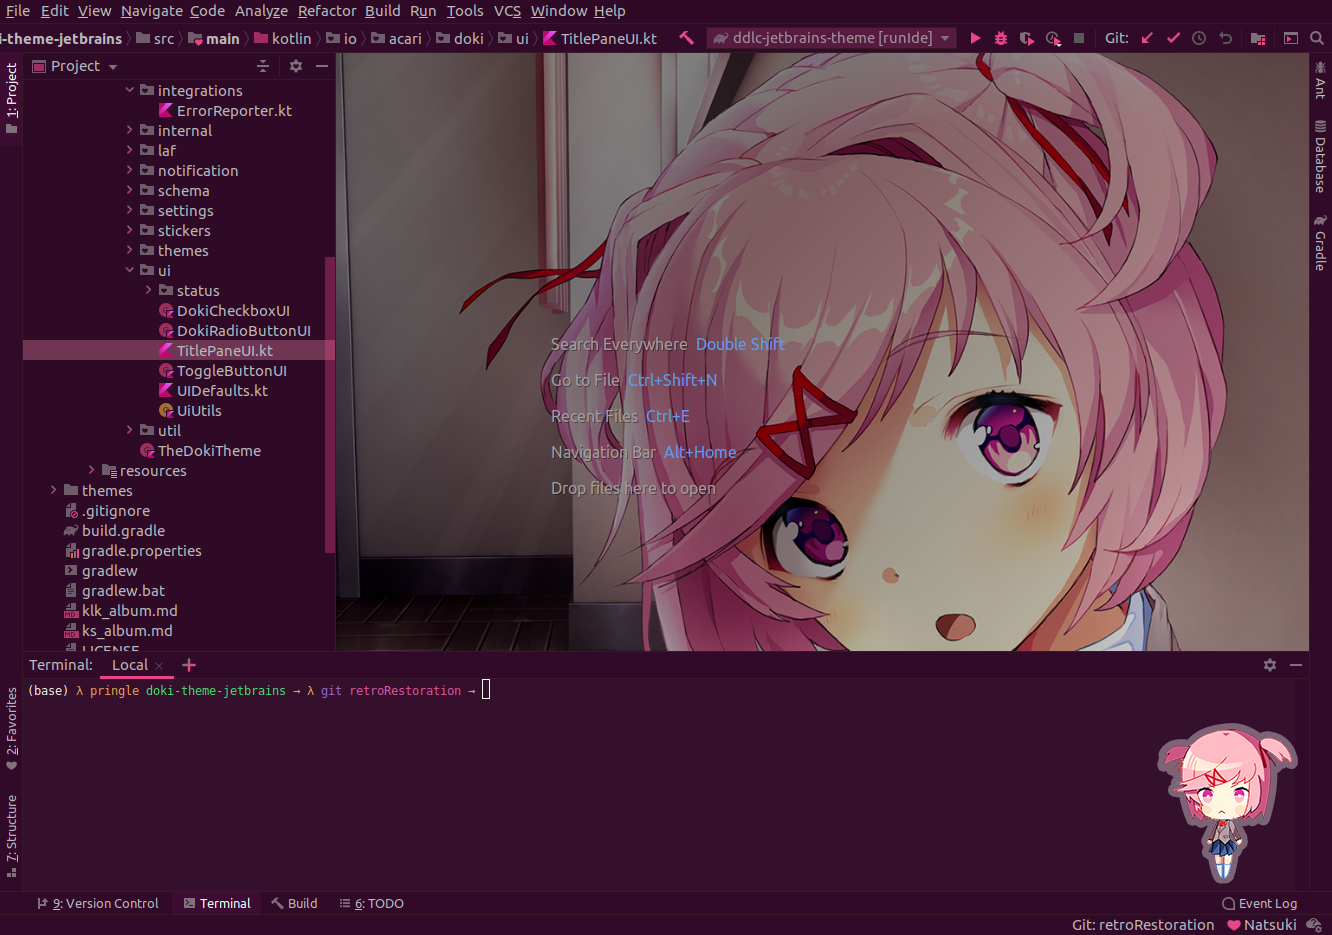 File Edit View Navigate Code Analyze Refactor Build Run Tools VCS Window Help
i-theme-jetbrains src main kotlin io acari doki ui TitlePaneUI.kt ddlc-jetbrains-theme [runIde] Git:
1: Project
Project
integrations
ErrorReporter.kt
internal
laf
notification
schema
settings
stickers
themes
ui
status
DokiCheckboxUI
DokiRadioButtonUI
TitlePaneUI.kt
ToggleButtonUI
UIDefaults.kt
UiUtils
util
TheDokiTheme
resources
themes
.gitignore
build.gradle
gradle.properties
gradlew
gradlew.bat
klk_album.md
ks_album.md
LICENSE
Search Everywhere Double Shift
Go to File Ctrl+Shift+N
Recent Files Ctrl+E
Navigation Bar Alt+Home
Drop files here to open
Ant
Database
Gradle
Terminal: Local × +
(base) λ pringle doki-theme-jetbrains → λ git retroRestoration →
2: Favorites
7: Structure
9: Version Control Terminal Build 6: TODO Event Log
Git: retroRestoration Natsuki